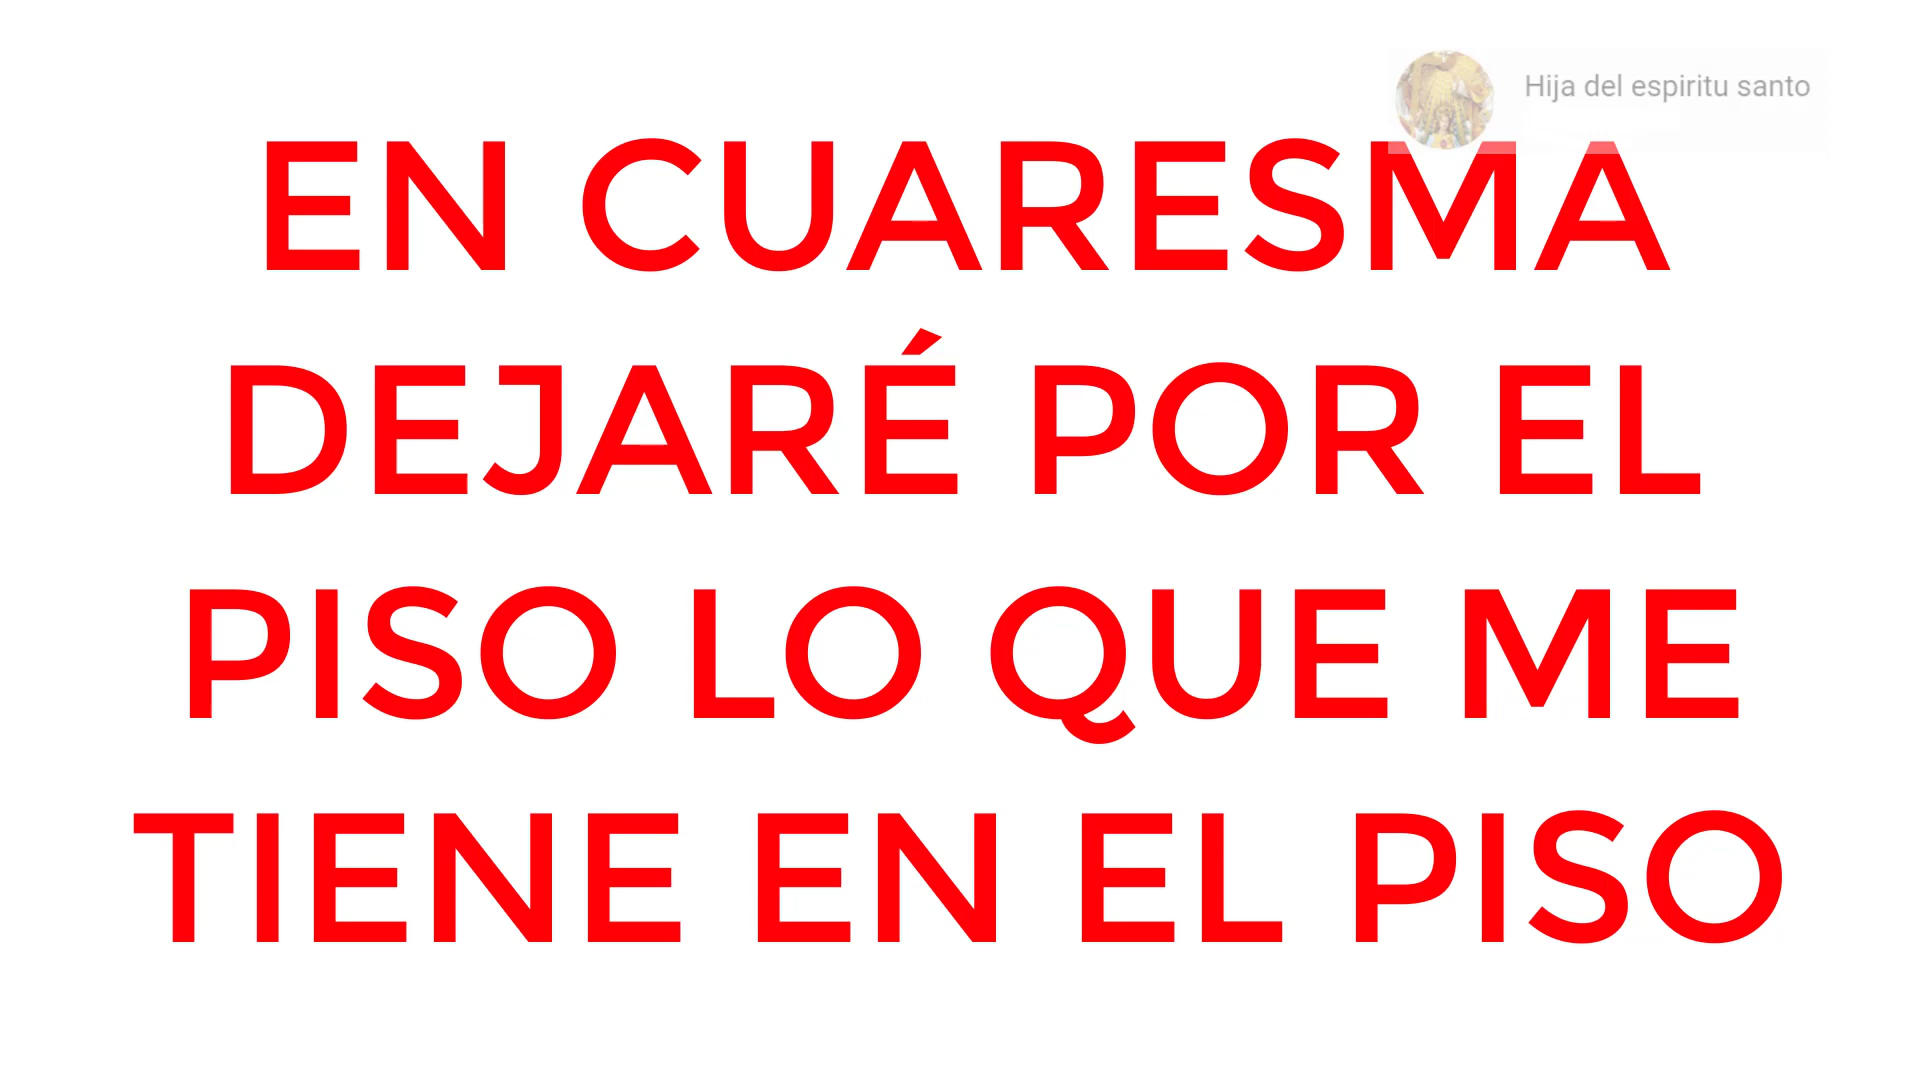 Hija del espiritu santo
EN CUARESMA
DEJARÉ POR EL
PISO LO QUE ME
TIENE EN EL PISO